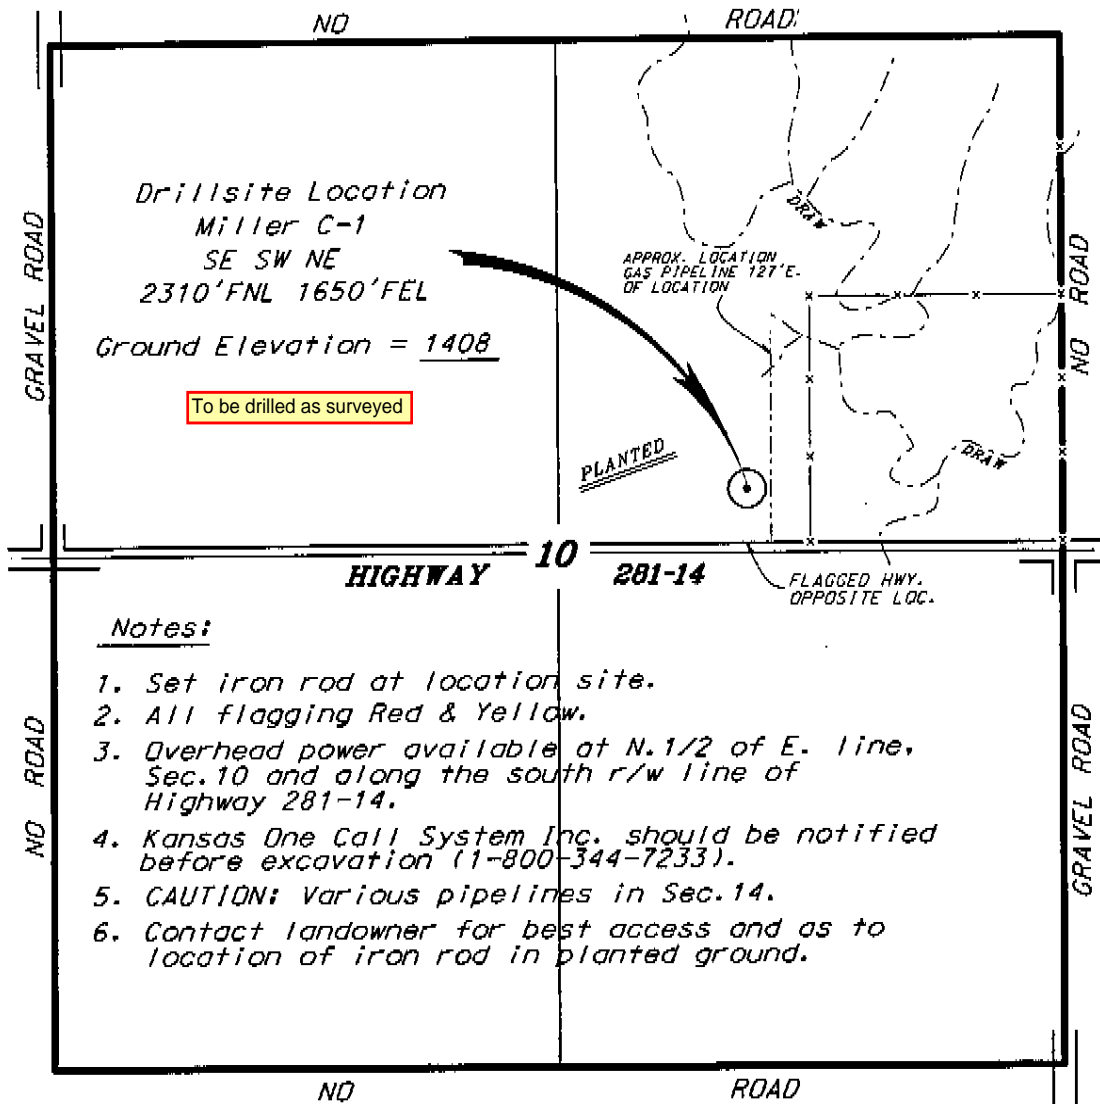 NO ROAD
Drillsite Location
Miller C-1
SE SW NE
2310'FNL 1650'FEL
Ground Elevation = 1408
To be drilled as surveyed
GRAVEL ROAD
DRAW
APPROX. LOCATION
GAS PIPELINE 127'E.
OF LOCATION
NO ROAD
PLANTED
DRAW
10
HIGHWAY 281-14
FLAGGED HWY.
OPPOSITE LOC.
Notes:
1. Set iron rod at location site.
2. All flagging Red & Yellow.
3. Overhead power available at N.1/2 of E. line,
Sec.10 and along the south r/w line of
Highway 281-14.
4. Kansas One Call System Inc. should be notified
before excavation (1-800-344-7233).
5. CAUTION: Various pipelines in Sec.14.
6. Contact landowner for best access and as to
location of iron rod in planted ground.
NO ROAD
GRAVEL ROAD
NO ROAD